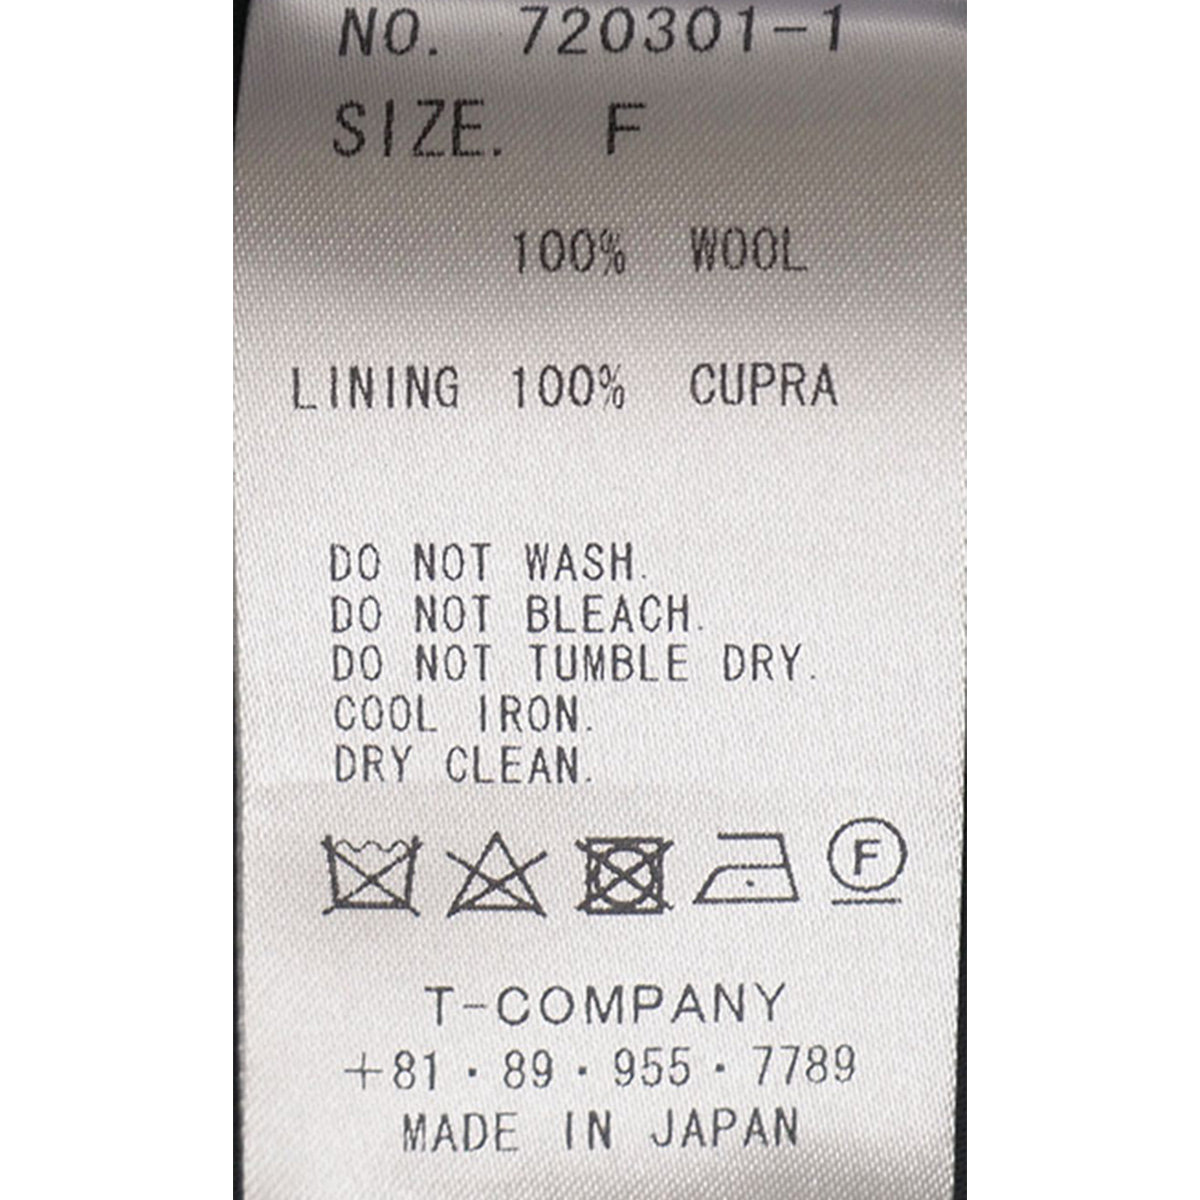 NO. 720301-1
SIZE. F
100% WOOL
LINING 100% CUPRA
DO NOT WASH.
DO NOT BLEACH.
DO NOT TUMBLE DRY.
COOL IRON.
DRY CLEAN.
F
T-COMPANY
+81・89・955・7789
MADE IN JAPAN